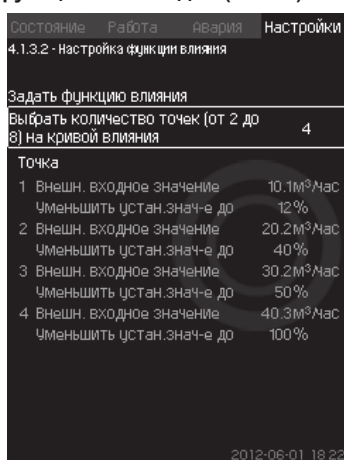 Состояние Работа Авария Настройки
4.1.3.2 - Настройка функции влияния
Задать функцию влияния
Выбрать количество точек (от 2 до
8) на кривой влияния 4
Точка
1 Внешн. входное значение 10.1м³/час
Уменьшить устан.знач-е до 12%
2 Внешн. входное значение 20.2м³/час
Уменьшить устан.знач-е до 40%
3 Внешн. входное значение 30.2м³/час
Уменьшить устан.знач-е до 50%
4 Внешн. входное значение 40.3м³/час
Уменьшить устан.знач-е до 100%
2012-06-01 18:22